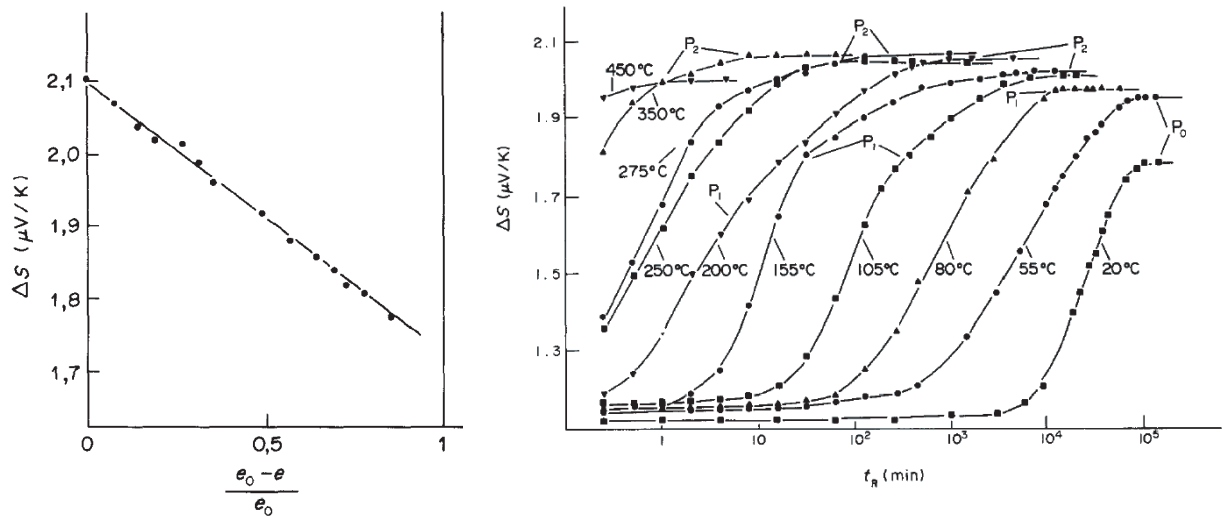 ΔS (μV/K)
2,1
2,0
1,9
1,8
1,7
0
0,5
1
e₀ - e
e₀
ΔS (μV/K)
2.1
1.9
1.7
1.5
1.3
P₂
P₂
P₂
450°C
350°C
P₁
P₀
275°C
P₁
P₁
250°C
200°C
155°C
105°C
80°C
55°C
20°C
1
10
10²
10³
10⁴
10⁵
t_R (min)